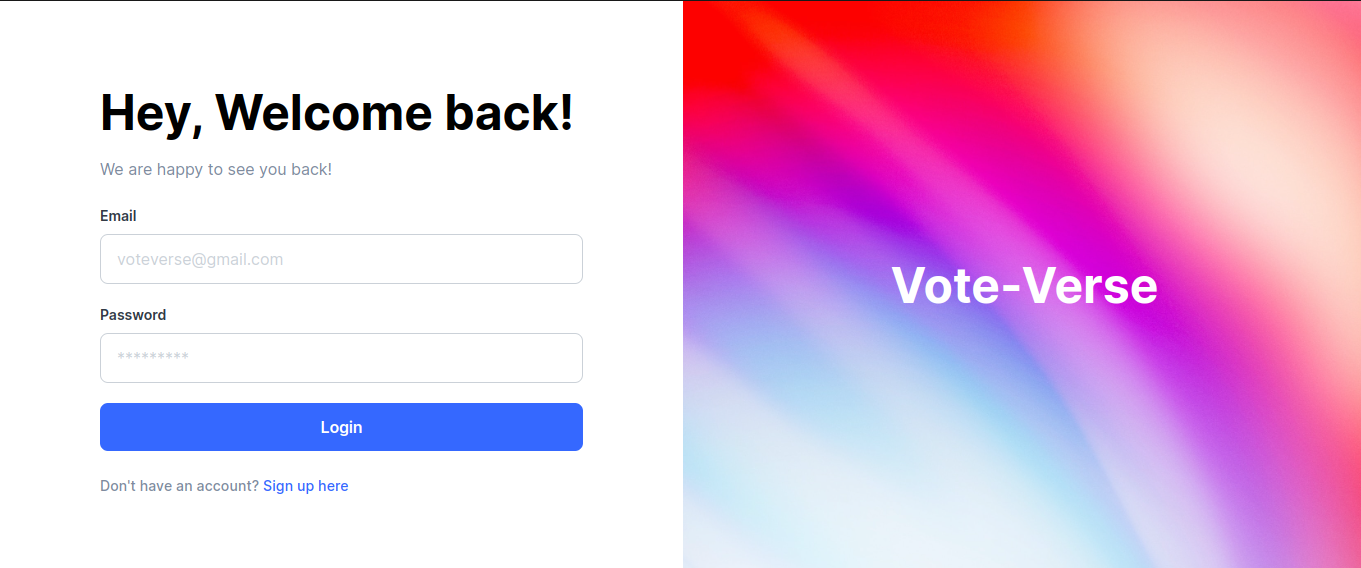 Hey, Welcome back!
We are happy to see you back!
Email
voteverse@gmail.com
Password
*********
Login
Don't have an account? Sign up here
Vote-Verse